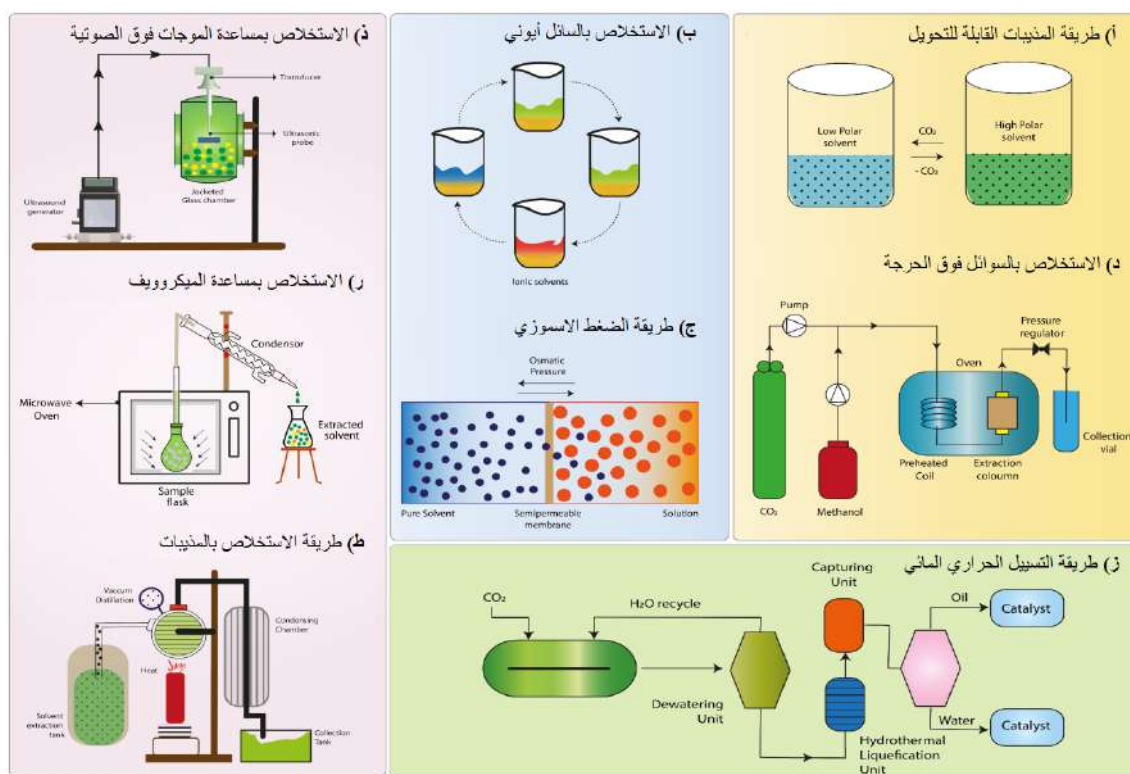 أ) طريقة المذيبات القابلة للتحويل
Low Polar
solvent
CO₂
- CO₂
High Polar
solvent
ب) الاستخلاص بالسائل أيوني
Ionic solvents
ذ) الاستخلاص بمساعدة الموجات فوق الصوتية
Transducer
Ultrasonic
probe
Jacketed
Glass chamber
Ultrasound
generator
د) الاستخلاص بالسوائل فوق الحرجة
Pump
Pressure
regulator
Oven
Preheated
Coil
Extraction
coloumn
Collection
vial
CO₂
Methanol
ج) طريقة الضغط الاسموزي
Osmatic
Pressure
Pure Solvent
Semipermeable
membrane
Solution
ر) الاستخلاص بمساعدة الميكروويف
Condensor
Microwave
Oven
Extracted
solvent
Sample
flask
ز) طريقة التسييل الحراري المائي
CO₂
H₂O recycle
Capturing
Unit
Oil
Catalyst
Dewatering
Unit
Hydrothermal
Liquefication
Unit
Water
Catalyst
ط) طريقة الاستخلاص بالمذيبات
Vaccum
Distillation
Condensing
Chamber
Heat
Solvent
extraction
tank
Collection
Tank